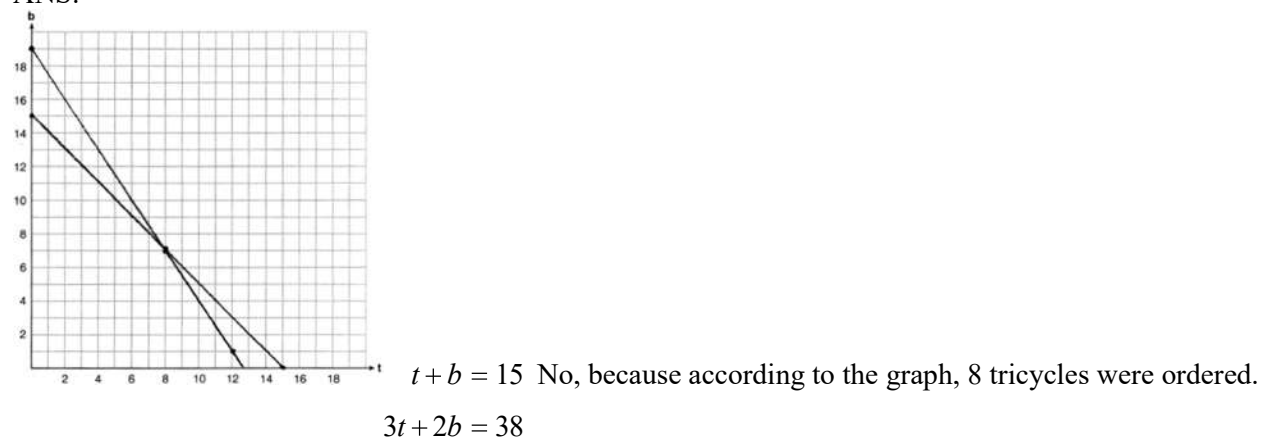 ANS:
b
18
16
14
12
10
8
6
4
2
2 4 6 8 10 12 14 16 18 t
t + b = 15 No, because according to the graph, 8 tricycles were ordered.
3t + 2b = 38